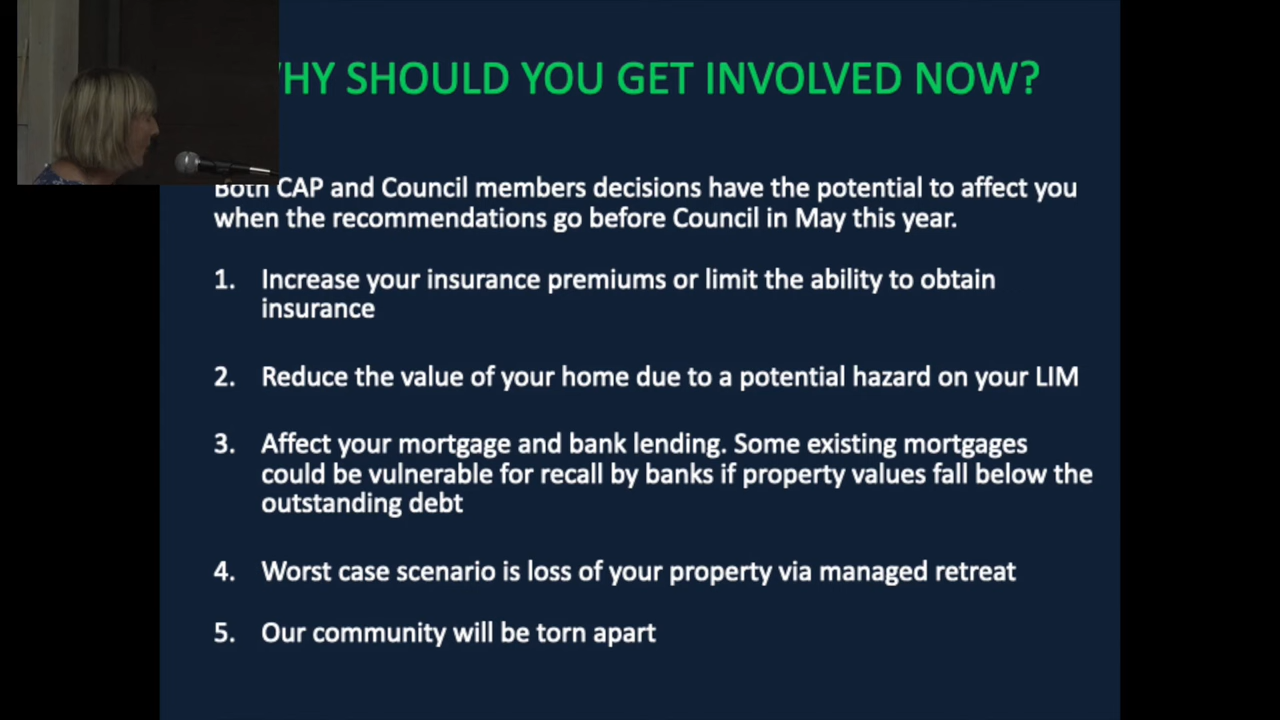 WHY SHOULD YOU GET INVOLVED NOW?
Both CAP and Council members decisions have the potential to affect you
when the recommendations go before Council in May this year.
1. Increase your insurance premiums or limit the ability to obtain
insurance
2. Reduce the value of your home due to a potential hazard on your LIM
3. Affect your mortgage and bank lending. Some existing mortgages
could be vulnerable for recall by banks if property values fall below the
outstanding debt
4. Worst case scenario is loss of your property via managed retreat
5. Our community will be torn apart